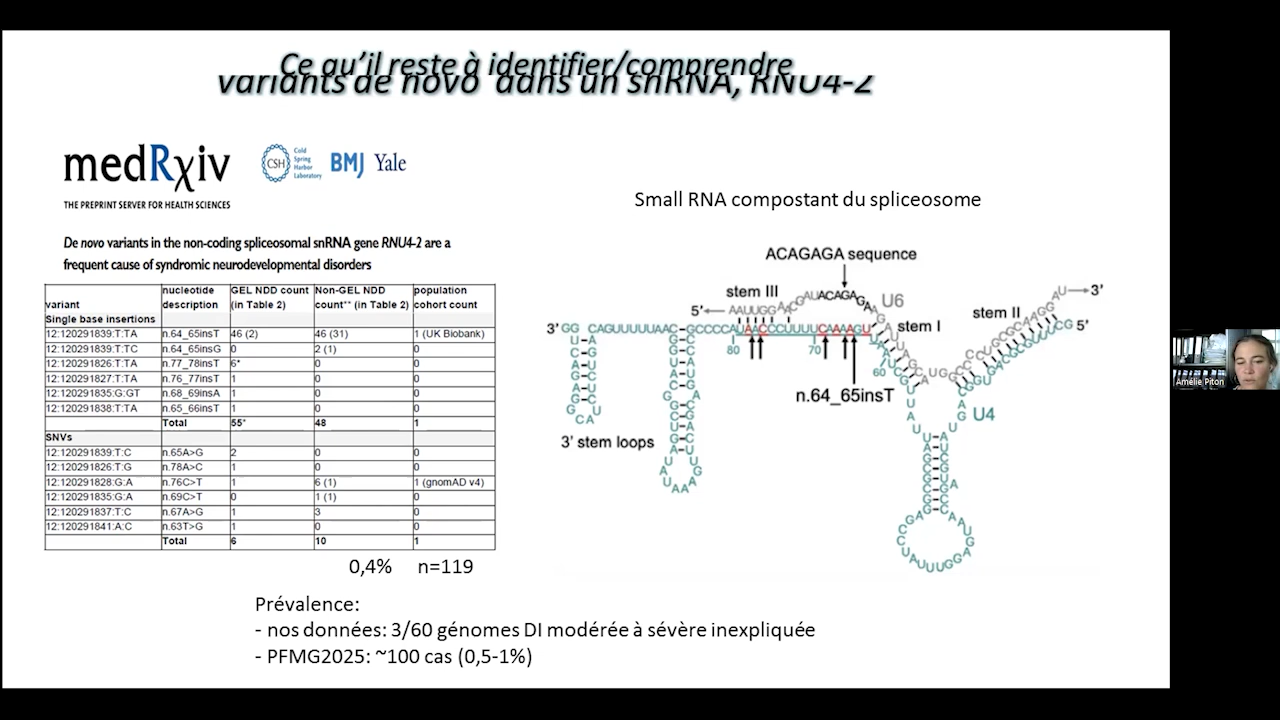 Ce qu'il reste à identifier/comprendre
variants de novo dans un snRNA, RNU4-2
medRxiv
THE PREPRINT SERVER FOR HEALTH SCIENCES
CSH
Cold
Spring
Harbor
Laboratory
BMJ Yale
De novo variants in the non-coding spliceosomal snRNA gene RNU4-2 are a
frequent cause of syndromic neurodevelopmental disorders
variant nucleotide description GEL NDD count (in Table 2) Non-GEL NDD count** (in Table 2) population cohort count
Single base insertions
12:120291839:T:TA n.64_65insT 46 (2) 46 (31) 1 (UK Biobank)
12:120291839:T:TC n.64_65insG 0 2 (1) 0
12:120291826:T:TA n.77_78insT 6* 0 0
12:120291827:T:TA n.76_77insT 1 0 0
12:120291835:G:GT n.68_69insA 1 0 0
12:120291838:T:TA n.65_66insT 1 0 0
Total 55* 48 1
SNVs
12:120291839:T:C n.65A>G 2 0 0
12:120291826:T:G n.78A>C 1 0 0
12:120291828:G:A n.76C>T 1 6 (1) 1 (gnomAD v4)
12:120291835:G:A n.69C>T 0 1 (1) 0
12:120291837:T:C n.67A>G 1 3 0
12:120291841:A:C n.63T>G 1 0 0
Total 6 10 1
0,4% n=119
Small RNA compostant du spliceosome
ACAGAGA sequence
stem III
U6
stem I
stem II
3'
5'
5'
3'
80
70
60
n.64_65insT
U4
3' stem loops
Prévalence:
- nos données: 3/60 génomes DI modérée à sévère inexpliquée
- PFMG2025: ~100 cas (0,5-1%)
Amélie Piton